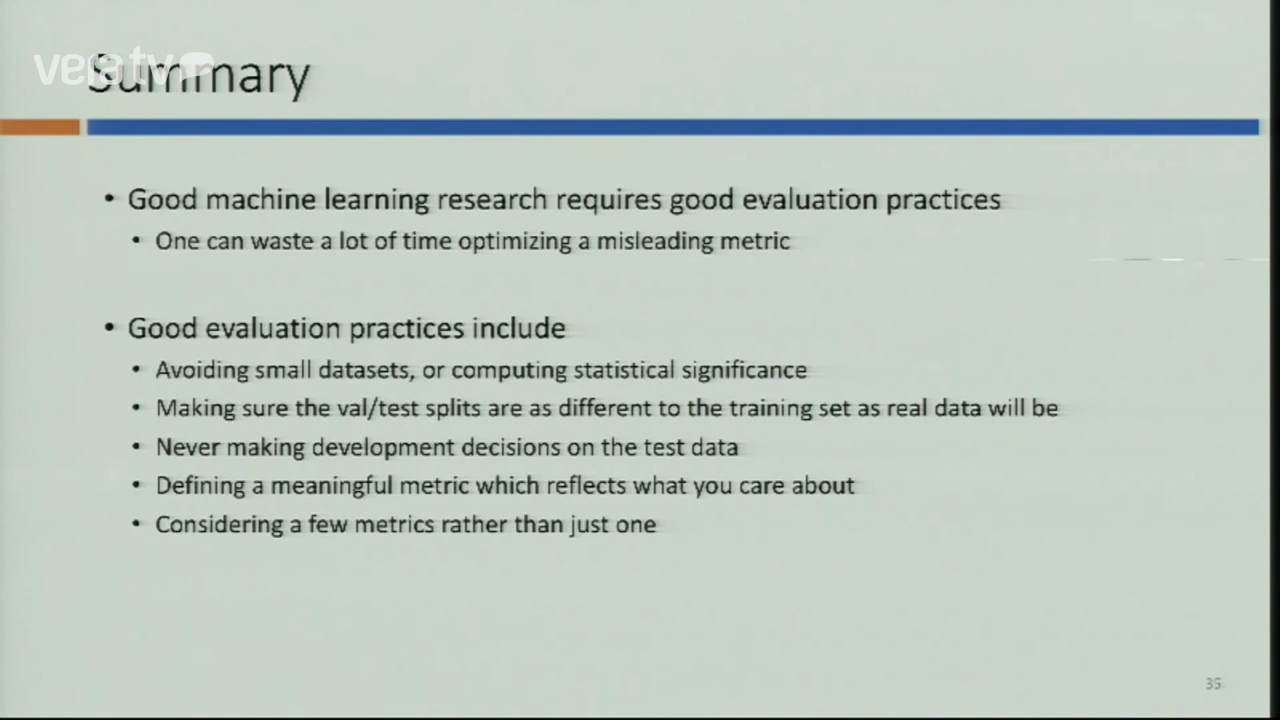 vera tv
Summary
• Good machine learning research requires good evaluation practices
• One can waste a lot of time optimizing a misleading metric
• Good evaluation practices include
• Avoiding small datasets, or computing statistical significance
• Making sure the val/test splits are as different to the training set as real data will be
• Never making development decisions on the test data
• Defining a meaningful metric which reflects what you care about
• Considering a few metrics rather than just one
35